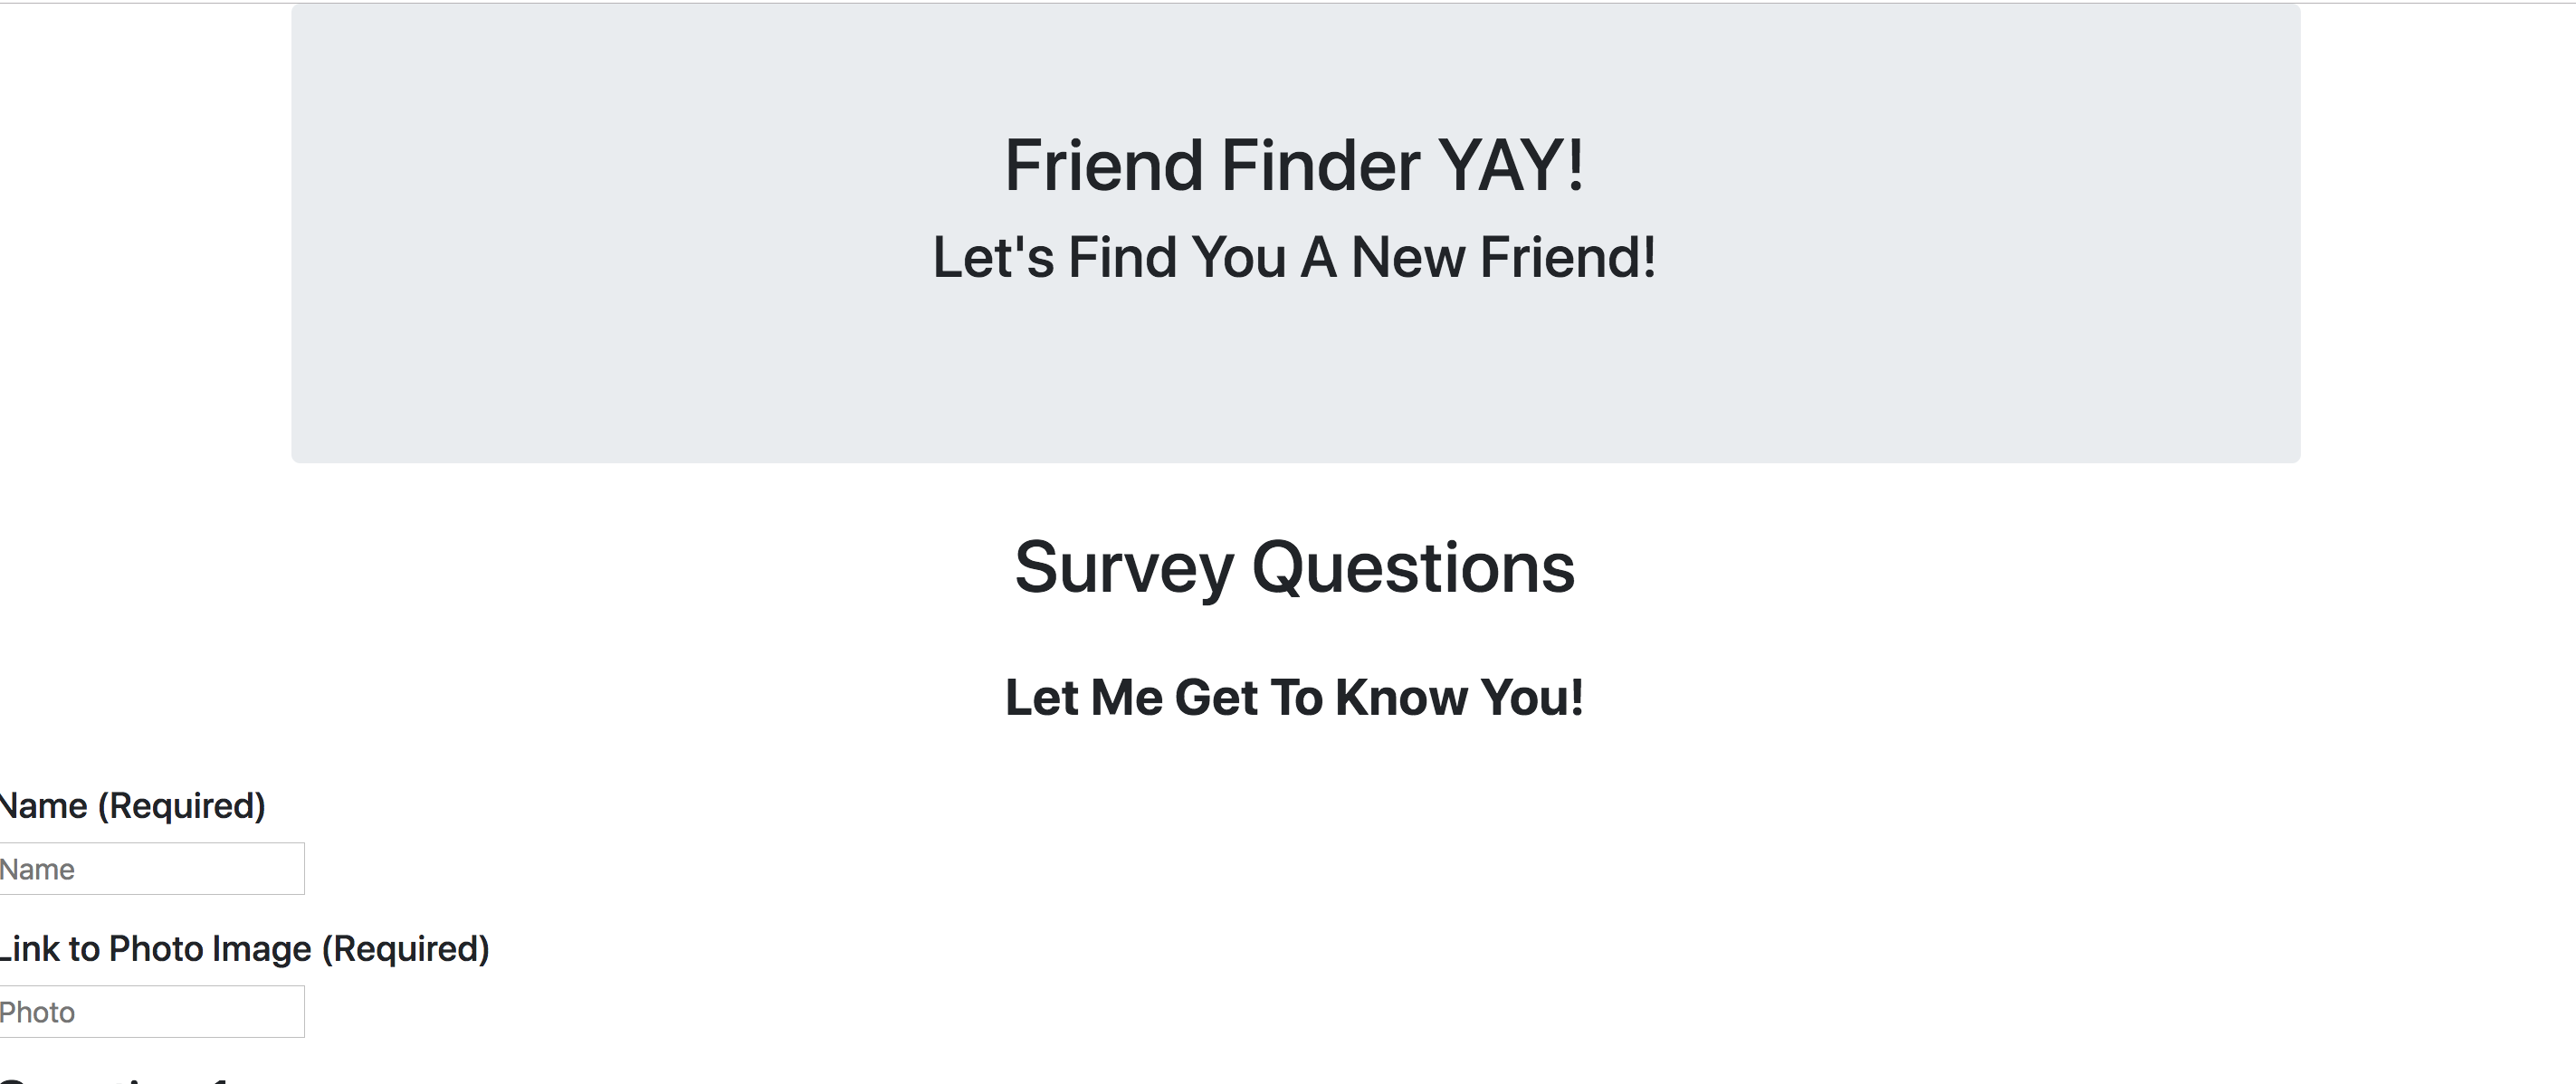 Friend Finder YAY!
Let's Find You A New Friend!
Survey Questions
Let Me Get To Know You!
Name (Required)
Name
Link to Photo Image (Required)
Photo